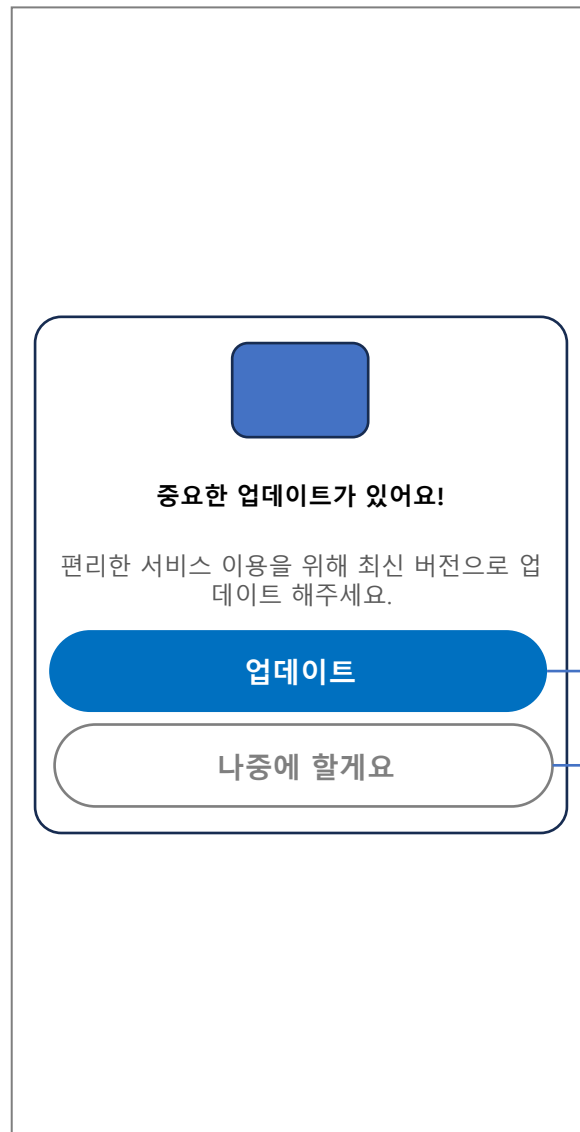 중요한 업데이트가 있어요!
편리한 서비스 이용을 위해 최신 버전으로 업
데이트 해주세요.
업데이트
나중에 할게요